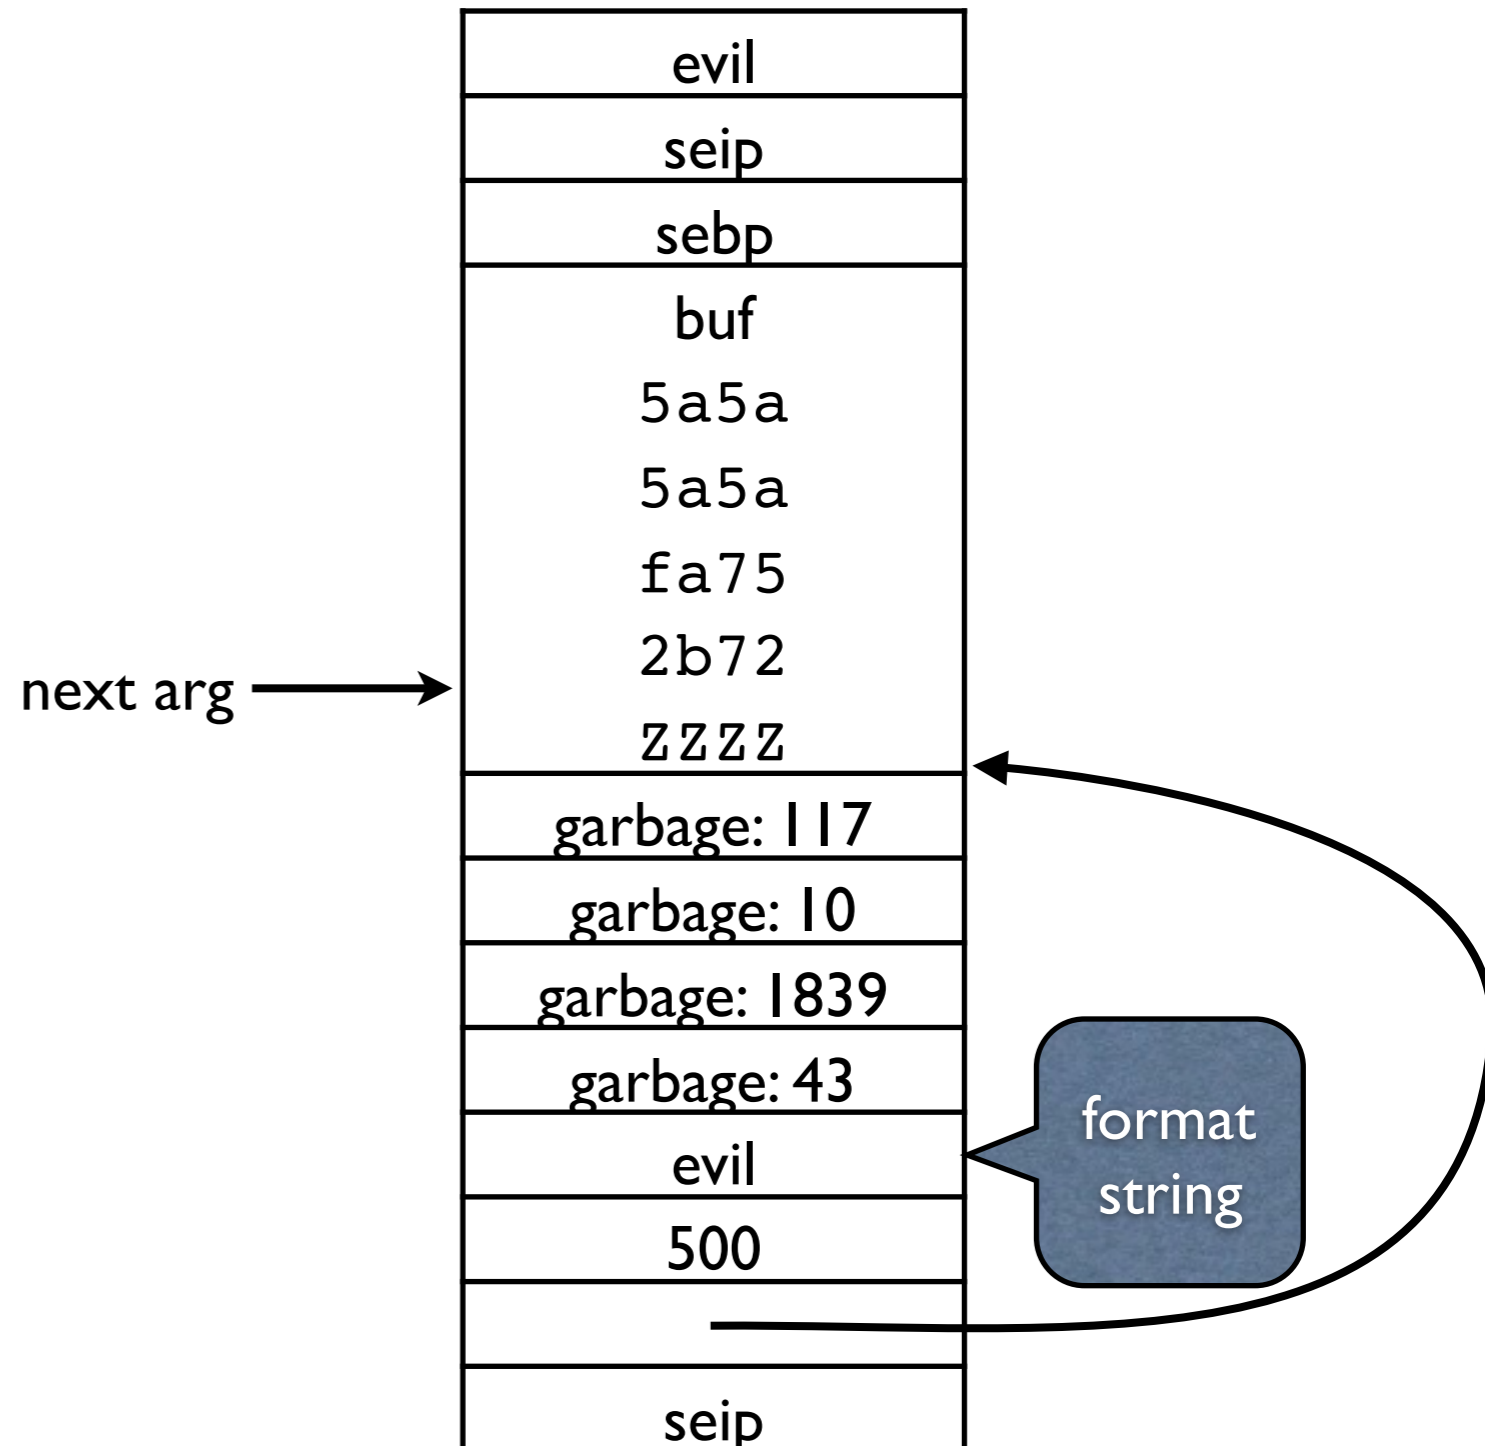 evil
seip
sebp
buf
5a5a
5a5a
fa75
2b72
next arg
ZZZZ
garbage: 117
garbage: 10
garbage: 1839
garbage: 43
format
string
evil
500
seip